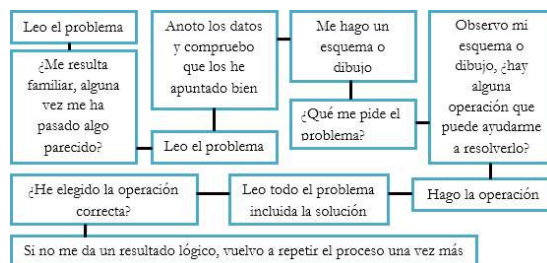 Leo el problema
¿Me resulta
familiar, alguna
vez me ha
pasado algo
parecido?
Leo el problema
Anoto los datos
y compruebo
que los he
apuntado bien
Me hago un
esquema o
dibujo
¿Qué me pide el
problema?
Observo mi
esquema o
dibujo, ¿hay
alguna
operación que
puede ayudarme
a resolverlo?
Hago la operación
Leo todo el problema
incluida la solución
¿He elegido la operación
correcta?
Si no me da un resultado lógico, vuelvo a repetir el proceso una vez más